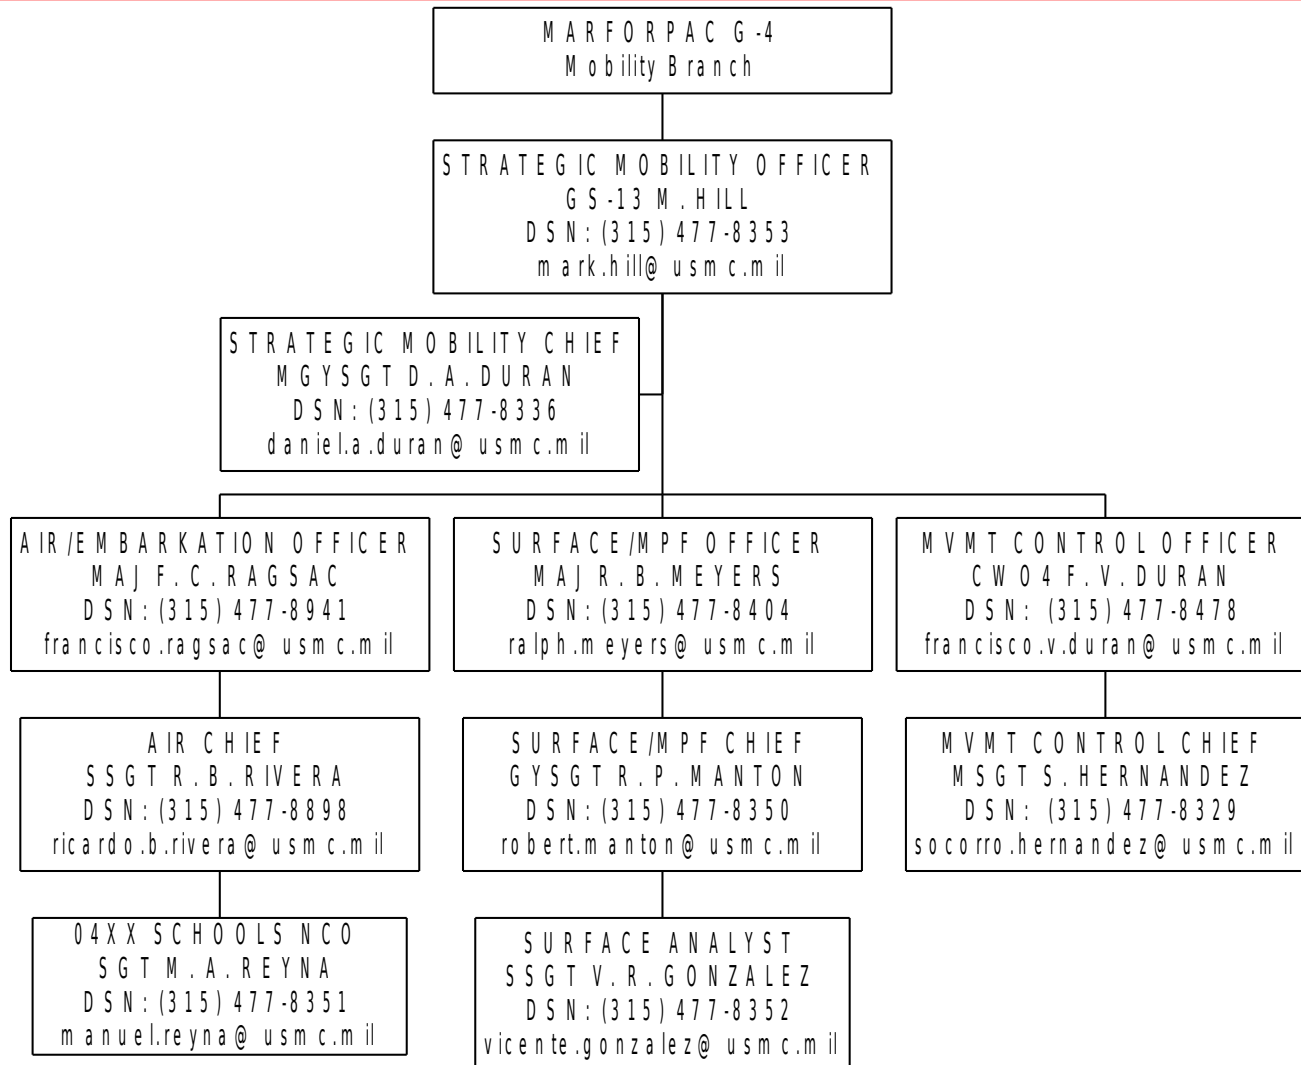 MARFORPAC G-4
Mobility Branch
STRATEGIC MOBILITY OFFICER
GS-13 M. HILL
DSN: (315) 477-8353
mark.hill@usmc.mil
STRATEGIC MOBILITY CHIEF
MGYSGT D. A. DURAN
DSN: (315) 477-8336
daniel.a.duran@usmc.mil
AIR/EMBARKATION OFFICER
MAJ F. C. RAGSAC
DSN: (315) 477-8941
francisco.ragsac@usmc.mil
SURFACE/MPF OFFICER
MAJ R. B. MEYERS
DSN: (315) 477-8404
ralph.meyers@usmc.mil
MVMT CONTROL OFFICER
CWO4 F. V. DURAN
DSN: (315) 477-8478
francisco.v.duran@usmc.mil
AIR CHIEF
SSGT R. B. RIVERA
DSN: (315) 477-8898
ricardo.b.rivera@usmc.mil
SURFACE/MPF CHIEF
GYSGT R. P. MANTON
DSN: (315) 477-8350
robert.manton@usmc.mil
MVMT CONTROL CHIEF
MSGT S. HERNANDEZ
DSN: (315) 477-8329
socorro.hernandez@usmc.mil
04XX SCHOOLS NCO
SGT M. A. REYNA
DSN: (315) 477-8351
manuel.reyna@usmc.mil
SURFACE ANALYST
SSGT V. R. GONZALEZ
DSN: (315) 477-8352
vicente.gonzalez@usmc.mil